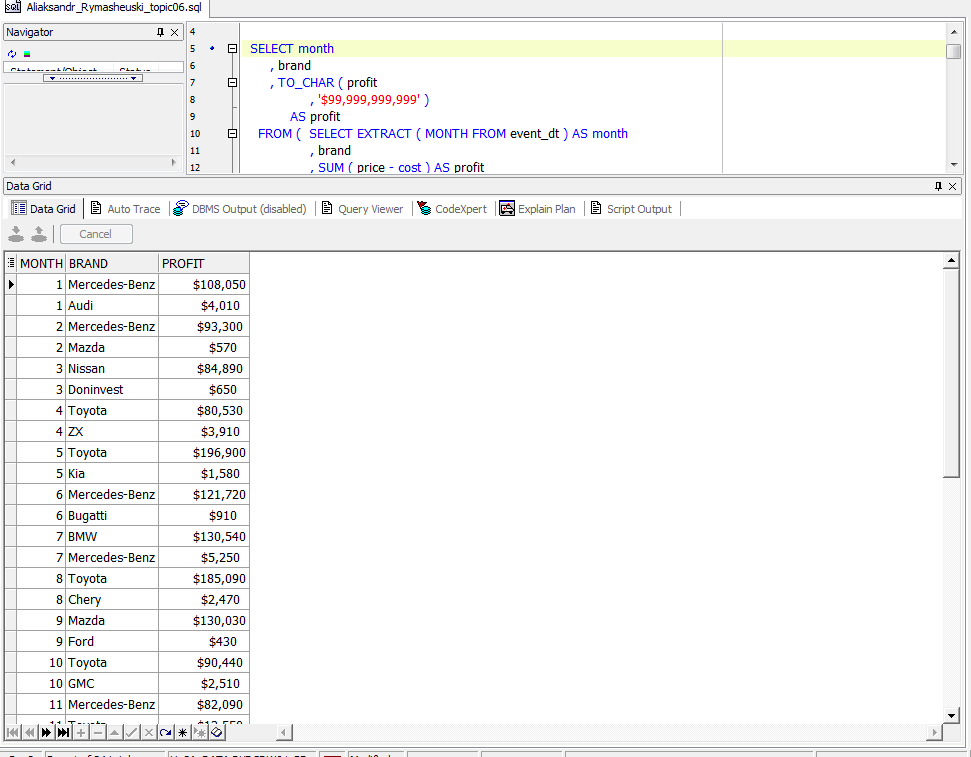 Aliaksandr_Rymasheuski_topic06.sql
Navigator
4
5 SELECT month
6 , brand
7 , TO_CHAR ( profit
8 , '$99,999,999,999' )
9 AS profit
10 FROM ( SELECT EXTRACT ( MONTH FROM event_dt ) AS month
11 , brand
12 , SUM ( price - cost ) AS profit
Data Grid
Data Grid Auto Trace DBMS Output (disabled) Query Viewer CodeXpert Explain Plan Script Output
Cancel
MONTH BRAND PROFIT
1 Mercedes-Benz $108,050
1 Audi $4,010
2 Mercedes-Benz $93,300
2 Mazda $570
3 Nissan $84,890
3 Doninvest $650
4 Toyota $80,530
4 ZX $3,910
5 Toyota $196,900
5 Kia $1,580
6 Mercedes-Benz $121,720
6 Bugatti $910
7 BMW $130,540
7 Mercedes-Benz $5,250
8 Toyota $185,090
8 Chery $2,470
9 Mazda $130,030
9 Ford $430
10 Toyota $90,440
10 GMC $2,510
11 Mercedes-Benz $82,090